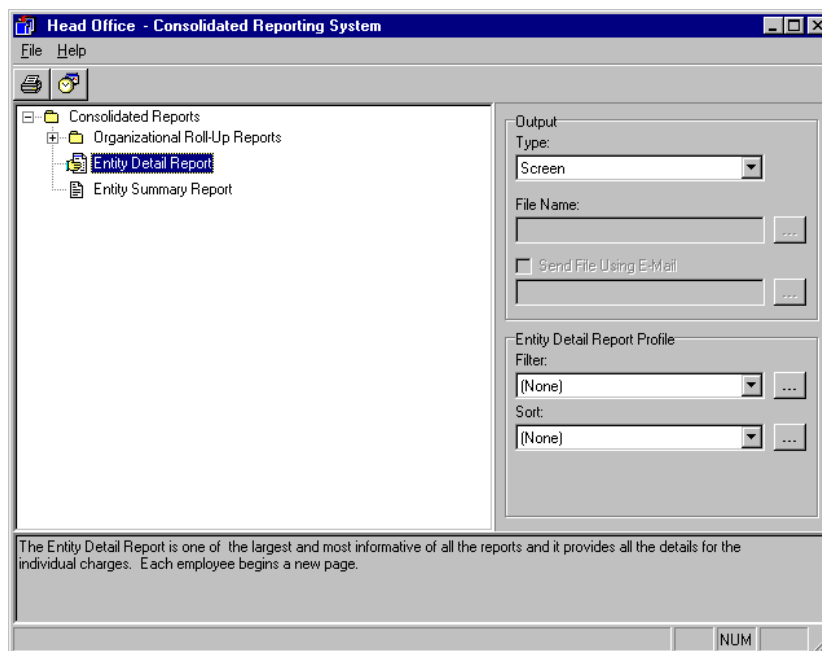 Head Office - Consolidated Reporting System
File Help
Consolidated Reports
Organizational Roll-Up Reports
Entity Detail Report
Entity Summary Report
Output
Type:
Screen
File Name:
...
Send File Using E-Mail
...
Entity Detail Report Profile
Filter:
(None) ...
Sort:
(None) ...
The Entity Detail Report is one of the largest and most informative of all the reports and it provides all the details for the
individual charges. Each employee begins a new page.
NUM